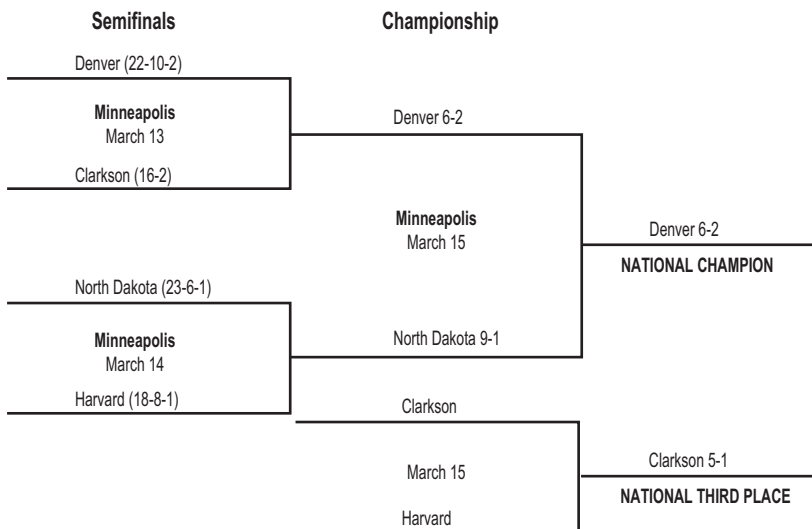 Semifinals
Championship
Denver (22-10-2)
Minneapolis
March 13
Clarkson (16-2)
Denver 6-2
Minneapolis
March 15
Denver 6-2
NATIONAL CHAMPION
North Dakota (23-6-1)
Minneapolis
March 14
Harvard (18-8-1)
North Dakota 9-1
Clarkson
March 15
Harvard
Clarkson 5-1
NATIONAL THIRD PLACE